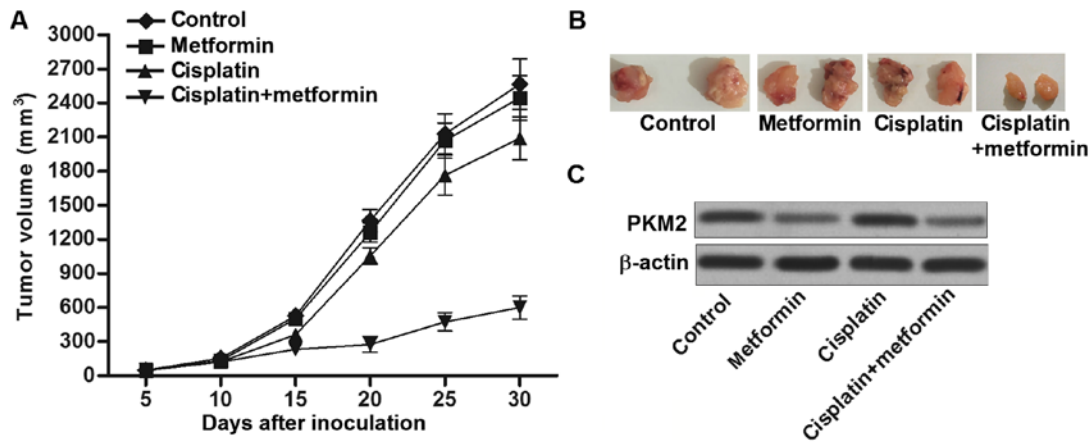 A
Control
Metformin
Cisplatin
Cisplatin+metformin
Tumor volume (mm³)
3000
2700
2400
2100
1800
1500
1200
900
600
300
0
5 10 15 20 25 30
Days after inoculation
B
Control Metformin Cisplatin Cisplatin
+metformin
C
PKM2
β-actin
Control
Metformin
Cisplatin
Cisplatin+metformin